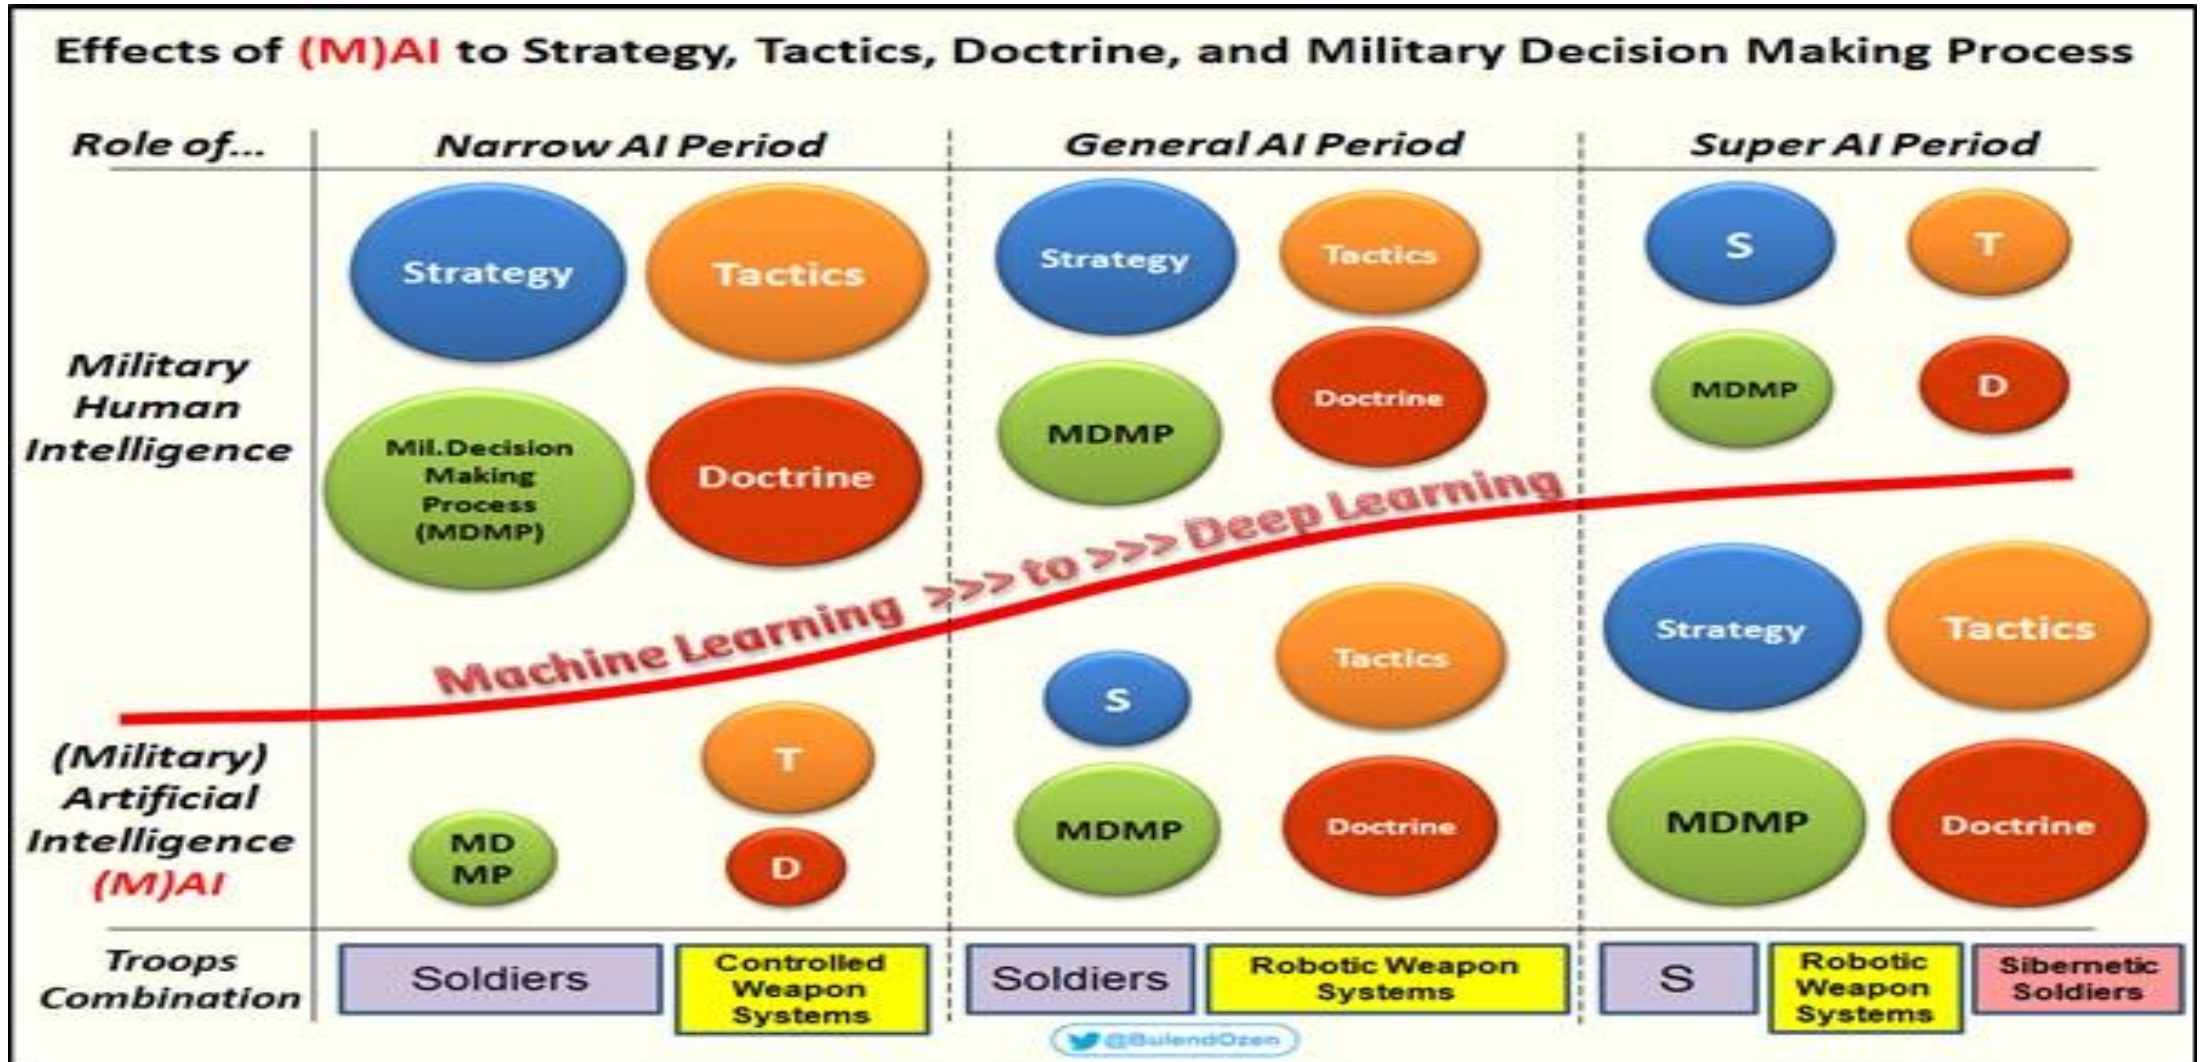 Effects of (M)AI to Strategy, Tactics, Doctrine, and Military Decision Making Process
Role of...
Narrow AI Period
General AI Period
Super AI Period
Military
Human
Intelligence
Strategy
Tactics
Mil.Decision
Making
Process
(MDMP)
Doctrine
Strategy
Tactics
MDMP
Doctrine
S
T
MDMP
D
Machine Learning >>> to >>> Deep Learning
(Military)
Artificial
Intelligence
(M)AI
T
MD
MP
D
S
Tactics
MDMP
Doctrine
Strategy
Tactics
MDMP
Doctrine
Troops
Combination
Soldiers
Controlled
Weapon
Systems
Soldiers
Robotic Weapon
Systems
S
Robotic
Weapon
Systems
Sibernetic
Soldiers
@BulendOzen